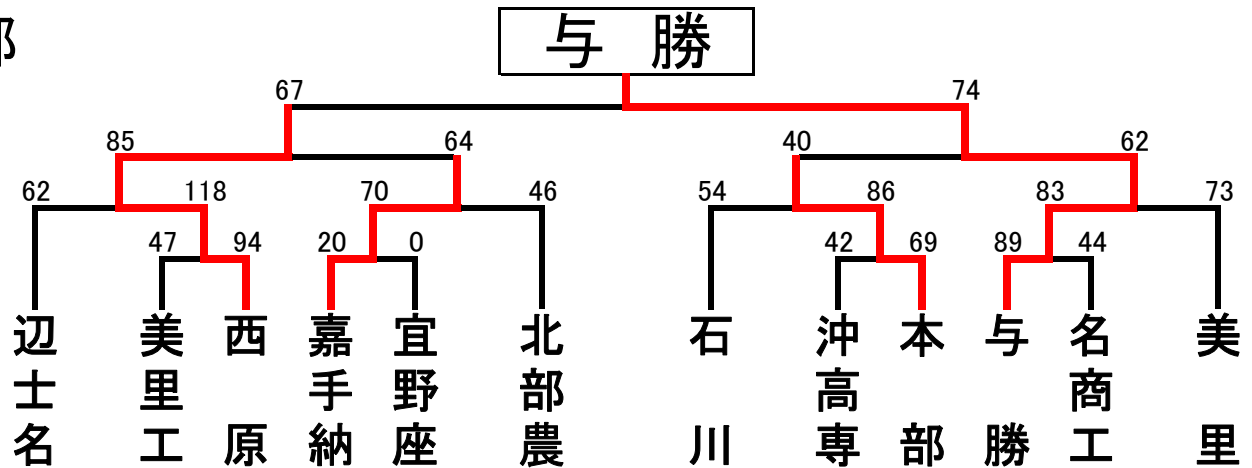 部
与 勝
67 74
85 64 40 62
62 118 70 46 54 86 83 73
47 94 20 0 42 69 89 44
辺士名
美里工
西原
嘉手納
宜野座
北部農
石川
沖高専
本部
与勝
名商工
美里